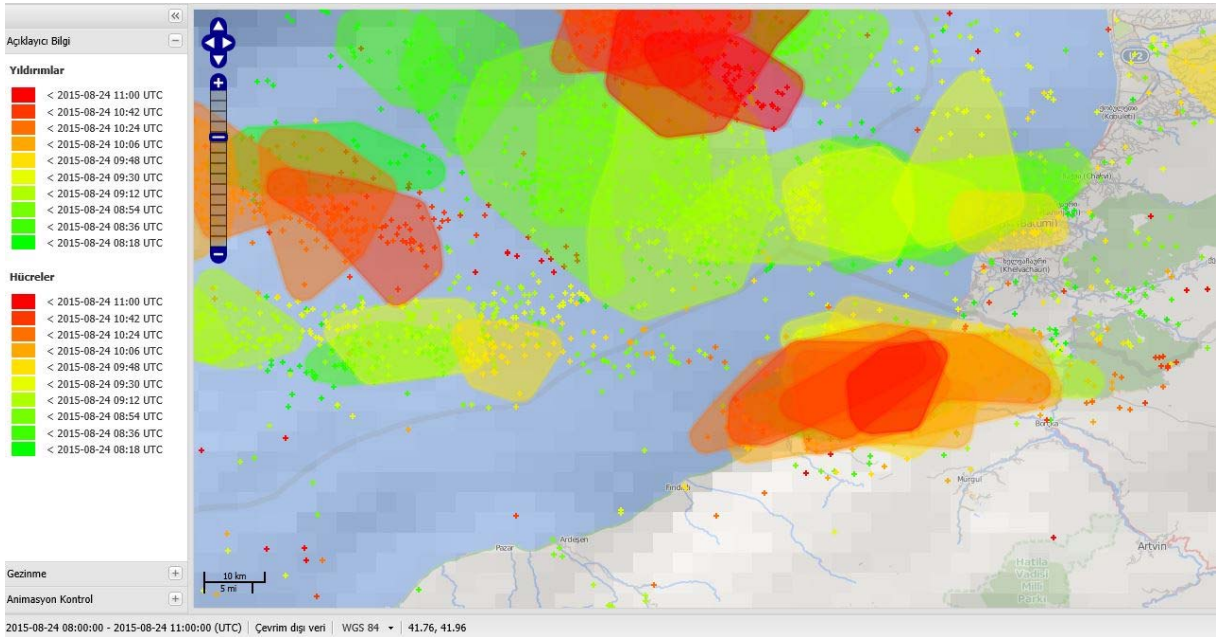 Açıklayıcı Bilgi
Yıldırımlar
< 2015-08-24 11:00 UTC
< 2015-08-24 10:42 UTC
< 2015-08-24 10:24 UTC
< 2015-08-24 10:06 UTC
< 2015-08-24 09:48 UTC
< 2015-08-24 09:30 UTC
< 2015-08-24 09:12 UTC
< 2015-08-24 08:54 UTC
< 2015-08-24 08:36 UTC
< 2015-08-24 08:18 UTC
Hücreler
< 2015-08-24 11:00 UTC
< 2015-08-24 10:42 UTC
< 2015-08-24 10:24 UTC
< 2015-08-24 10:06 UTC
< 2015-08-24 09:48 UTC
< 2015-08-24 09:30 UTC
< 2015-08-24 09:12 UTC
< 2015-08-24 08:54 UTC
< 2015-08-24 08:36 UTC
< 2015-08-24 08:18 UTC
Gezinme
Animasyon Kontrol
ქობულეთი
(Kobuleti)
ხელვაჩაური
(Khelvachauri)
Borçka
Murgul
Fındıklı
Ardeşen
Pazar
Artvin
Hatila
Vadisi
Milli
Parkı
10 km
5 mi
2015-08-24 08:00:00 - 2015-08-24 11:00:00 (UTC) | Çevrim dışı veri | WGS 84 | 41.76, 41.96